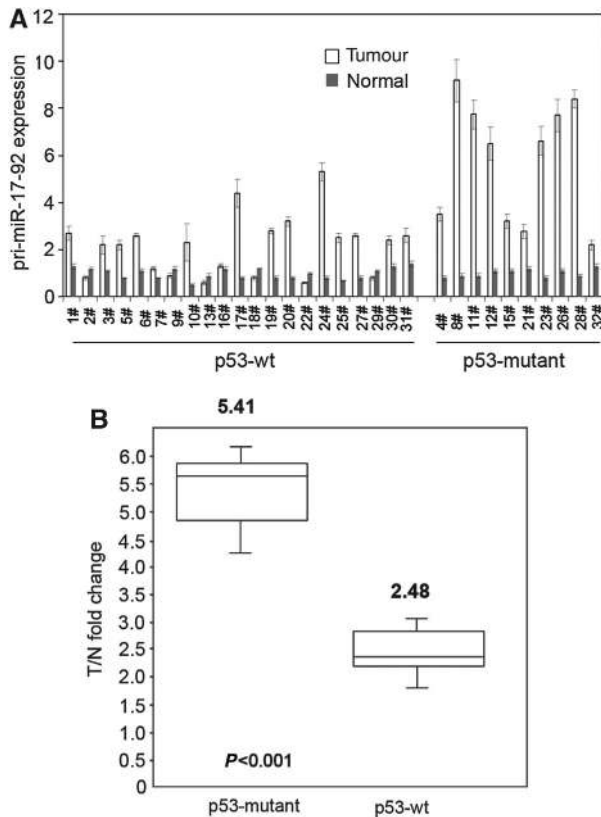 A
pri-miR-17-92 expression
12
10
8
6
4
2
0
Tumour
Normal
1# 2# 3# 5# 6# 7# 9# 10# 13# 16# 17# 18# 19# 20# 22# 24# 25# 27# 29# 30# 31# 4# 8# 11# 12# 15# 21# 23# 26# 28# 32#
p53-wt p53-mutant
B
5.41
T/N fold change
6.0
5.5
5.0
4.5
4.0
3.5
3.0
2.5
2.0
1.5
1.0
0.5
0
2.48
P<0.001
p53-mutant p53-wt